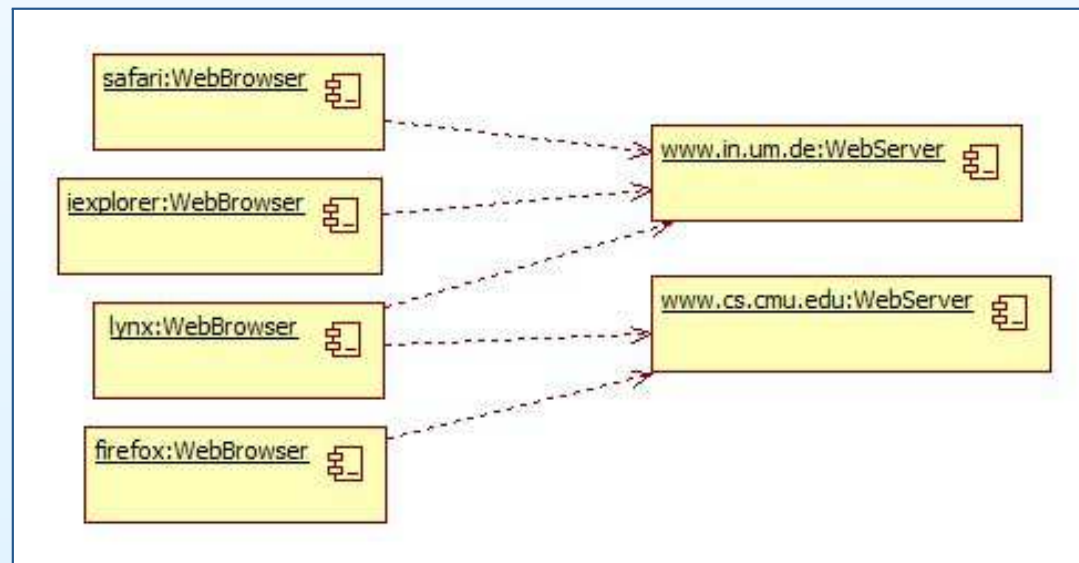 safari:WebBrowser
iexplorer:WebBrowser
lynx:WebBrowser
firefox:WebBrowser
www.in.um.de:WebServer
www.cs.cmu.edu:WebServer